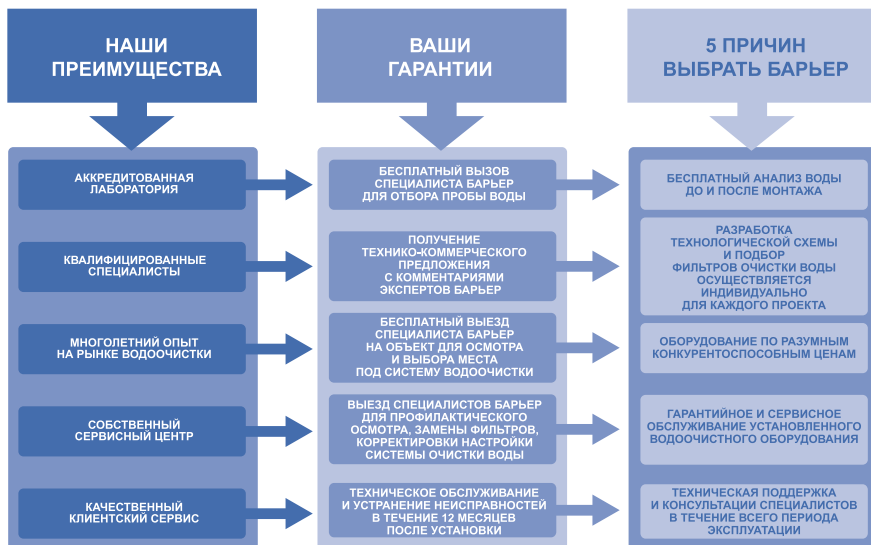 НАШИ
ПРЕИМУЩЕСТВА
ВАШИ
ГАРАНТИИ
5 ПРИЧИН
ВЫБРАТЬ БАРЬЕР
АККРЕДИТОВАННАЯ
ЛАБОРАТОРИЯ
БЕСПЛАТНЫЙ ВЫЗОВ
СПЕЦИАЛИСТА БАРЬЕР
ДЛЯ ОТБОРА ПРОБЫ ВОДЫ
БЕСПЛАТНЫЙ АНАЛИЗ ВОДЫ
ДО И ПОСЛЕ МОНТАЖА
КВАЛИФИЦИРОВАННЫЕ
СПЕЦИАЛИСТЫ
ПОЛУЧЕНИЕ
ТЕХНИКО-КОММЕРЧЕСКОГО
ПРЕДЛОЖЕНИЯ
С КОММЕНТАРИЯМИ
ЭКСПЕРТОВ БАРЬЕР
РАЗРАБОТКА
ТЕХНОЛОГИЧЕСКОЙ СХЕМЫ
И ПОДБОР
ФИЛЬТРОВ ОЧИСТКИ ВОДЫ
ОСУЩЕСТВЛЯЕТСЯ
ИНДИВИДУАЛЬНО
ДЛЯ КАЖДОГО ПРОЕКТА
МНОГОЛЕТНИЙ ОПЫТ
НА РЫНКЕ ВОДООЧИСТКИ
БЕСПЛАТНЫЙ ВЫЕЗД
СПЕЦИАЛИСТА БАРЬЕР
НА ОБЪЕКТ ДЛЯ ОСМОТРА
И ВЫБОРА МЕСТА
ПОД СИСТЕМУ ВОДООЧИСТКИ
ОБОРУДОВАНИЕ ПО РАЗУМНЫМ
КОНКУРЕНТОСПОСОБНЫМ ЦЕНАМ
СОБСТВЕННЫЙ
СЕРВИСНЫЙ ЦЕНТР
ВЫЕЗД СПЕЦИАЛИСТОВ БАРЬЕР
ДЛЯ ПРОФИЛАКТИЧЕСКОГО
ОСМОТРА, ЗАМЕНЫ ФИЛЬТРОВ,
КОРРЕКТИРОВКИ НАСТРОЙКИ
СИСТЕМЫ ОЧИСТКИ ВОДЫ
ГАРАНТИЙНОЕ И СЕРВИСНОЕ
ОБСЛУЖИВАНИЕ УСТАНОВЛЕННОГО
ВОДООЧИСТНОГО ОБОРУДОВАНИЯ
КАЧЕСТВЕННЫЙ
КЛИЕНТСКИЙ СЕРВИС
ТЕХНИЧЕСКОЕ ОБСЛУЖИВАНИЕ
И УСТРАНЕНИЕ НЕИСПРАВНОСТЕЙ
В ТЕЧЕНИЕ 12 МЕСЯЦЕВ
ПОСЛЕ УСТАНОВКИ
ТЕХНИЧЕСКАЯ ПОДДЕРЖКА
И КОНСУЛЬТАЦИИ СПЕЦИАЛИСТОВ
В ТЕЧЕНИЕ ВСЕГО ПЕРИОДА
ЭКСПЛУАТАЦИИ